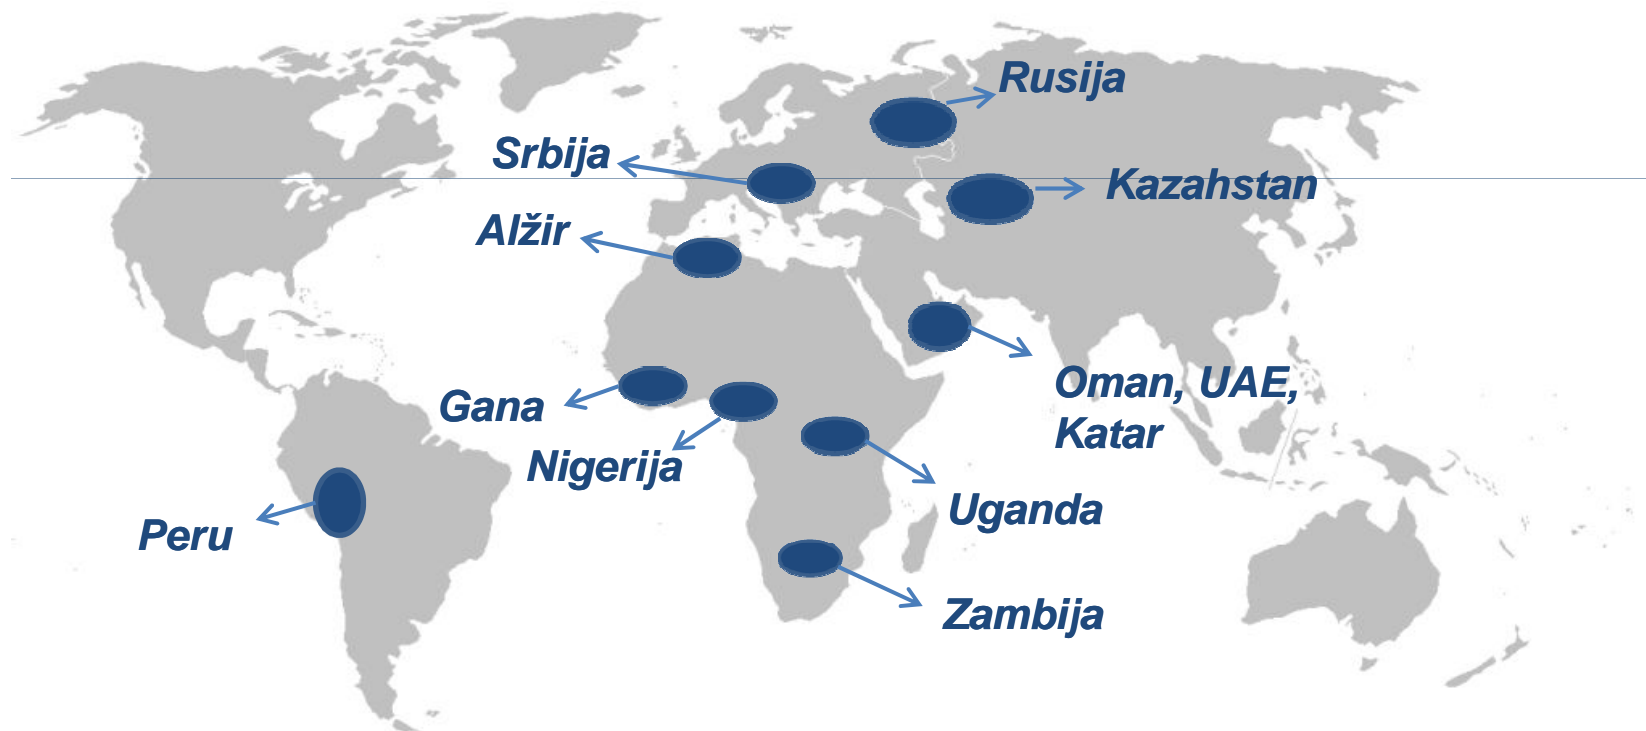 Rusija
Srbija
Kazahstan
Alžir
Oman, UAE,
Katar
Gana
Nigerija
Uganda
Peru
Zambija